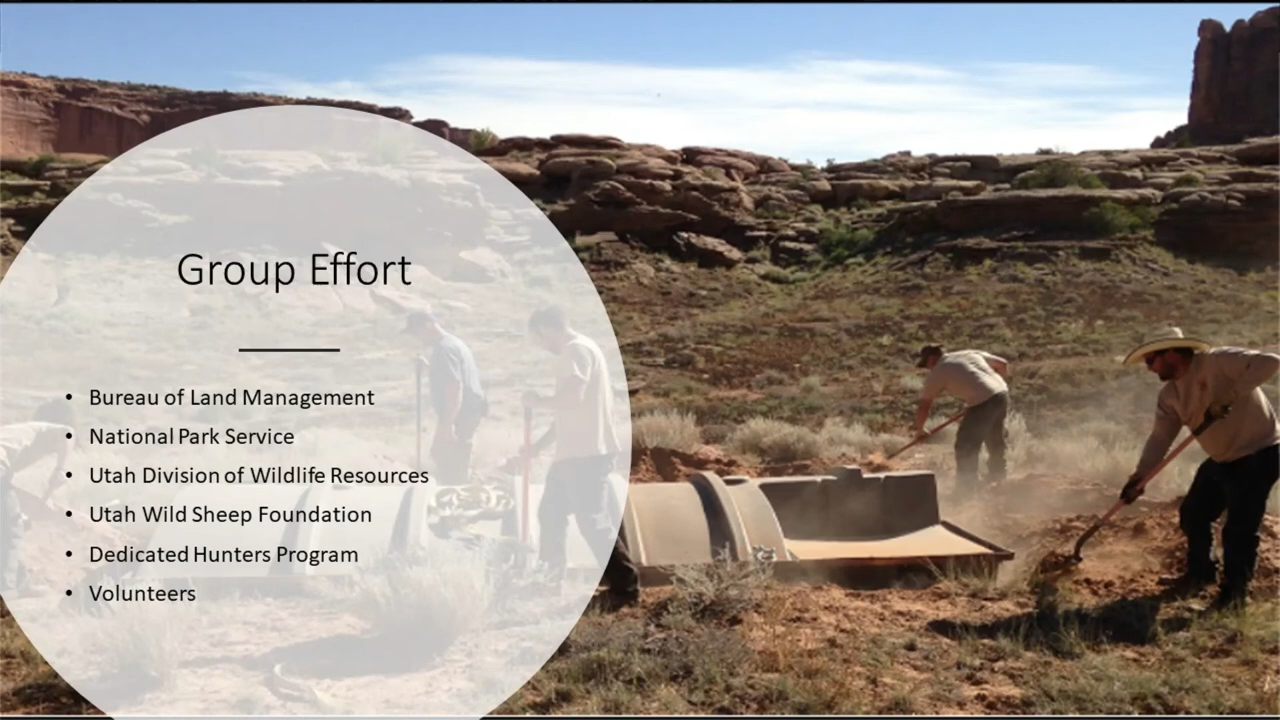 Group Effort
• Bureau of Land Management
• National Park Service
• Utah Division of Wildlife Resources
• Utah Wild Sheep Foundation
• Dedicated Hunters Program
• Volunteers